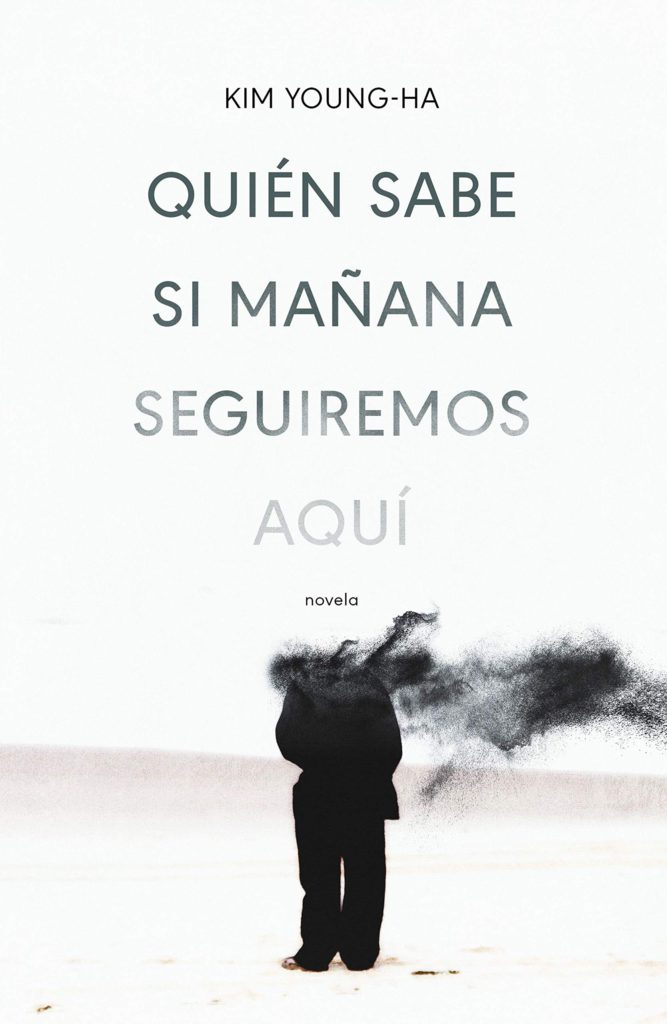 KIM YOUNG-HA
QUIÉN SABE
SI MAÑANA
SEGUIREMOS
AQUÍ
novela